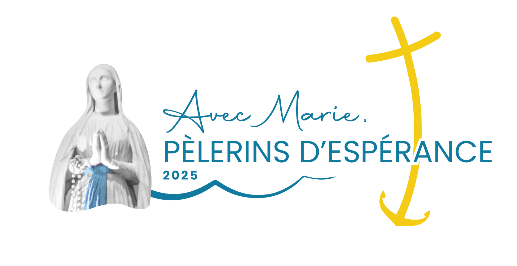 Avec Marie,
PÈLERINS D'ESPÉRANCE
2025